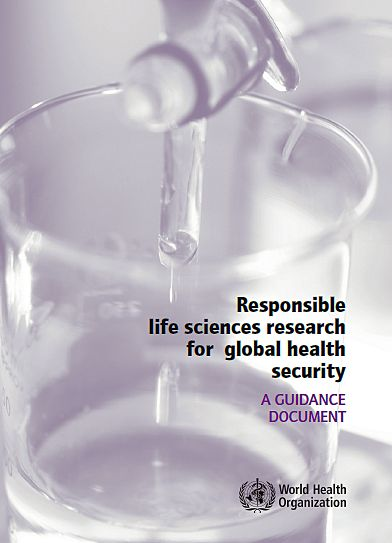 Responsible
life sciences research
for global health
security
A GUIDANCE
DOCUMENT
World Health
Organization